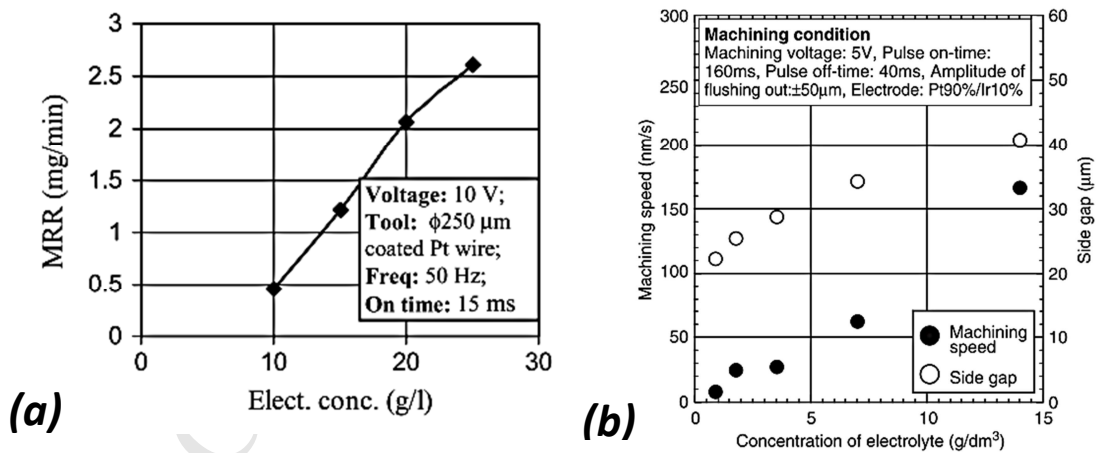 3
2.5
2
1.5
1
0.5
0
MRR (mg/min)
Voltage: 10 V;
Tool: ϕ250 µm
coated Pt wire;
Freq: 50 Hz;
On time: 15 ms
0 10 20 30
Elect. conc. (g/l)
(a)
300
250
200
150
100
50
0
Machining speed (nm/s)
Machining condition
Machining voltage: 5V, Pulse on-time:
160ms, Pulse off-time: 40ms, Amplitude of
flushing out:±50µm, Electrode: Pt90%/Ir10%
Machining
speed
Side gap
60
50
40
30
20
10
0
Side gap (µm)
0 5 10 15
Concentration of electrolyte (g/dm³)
(b)